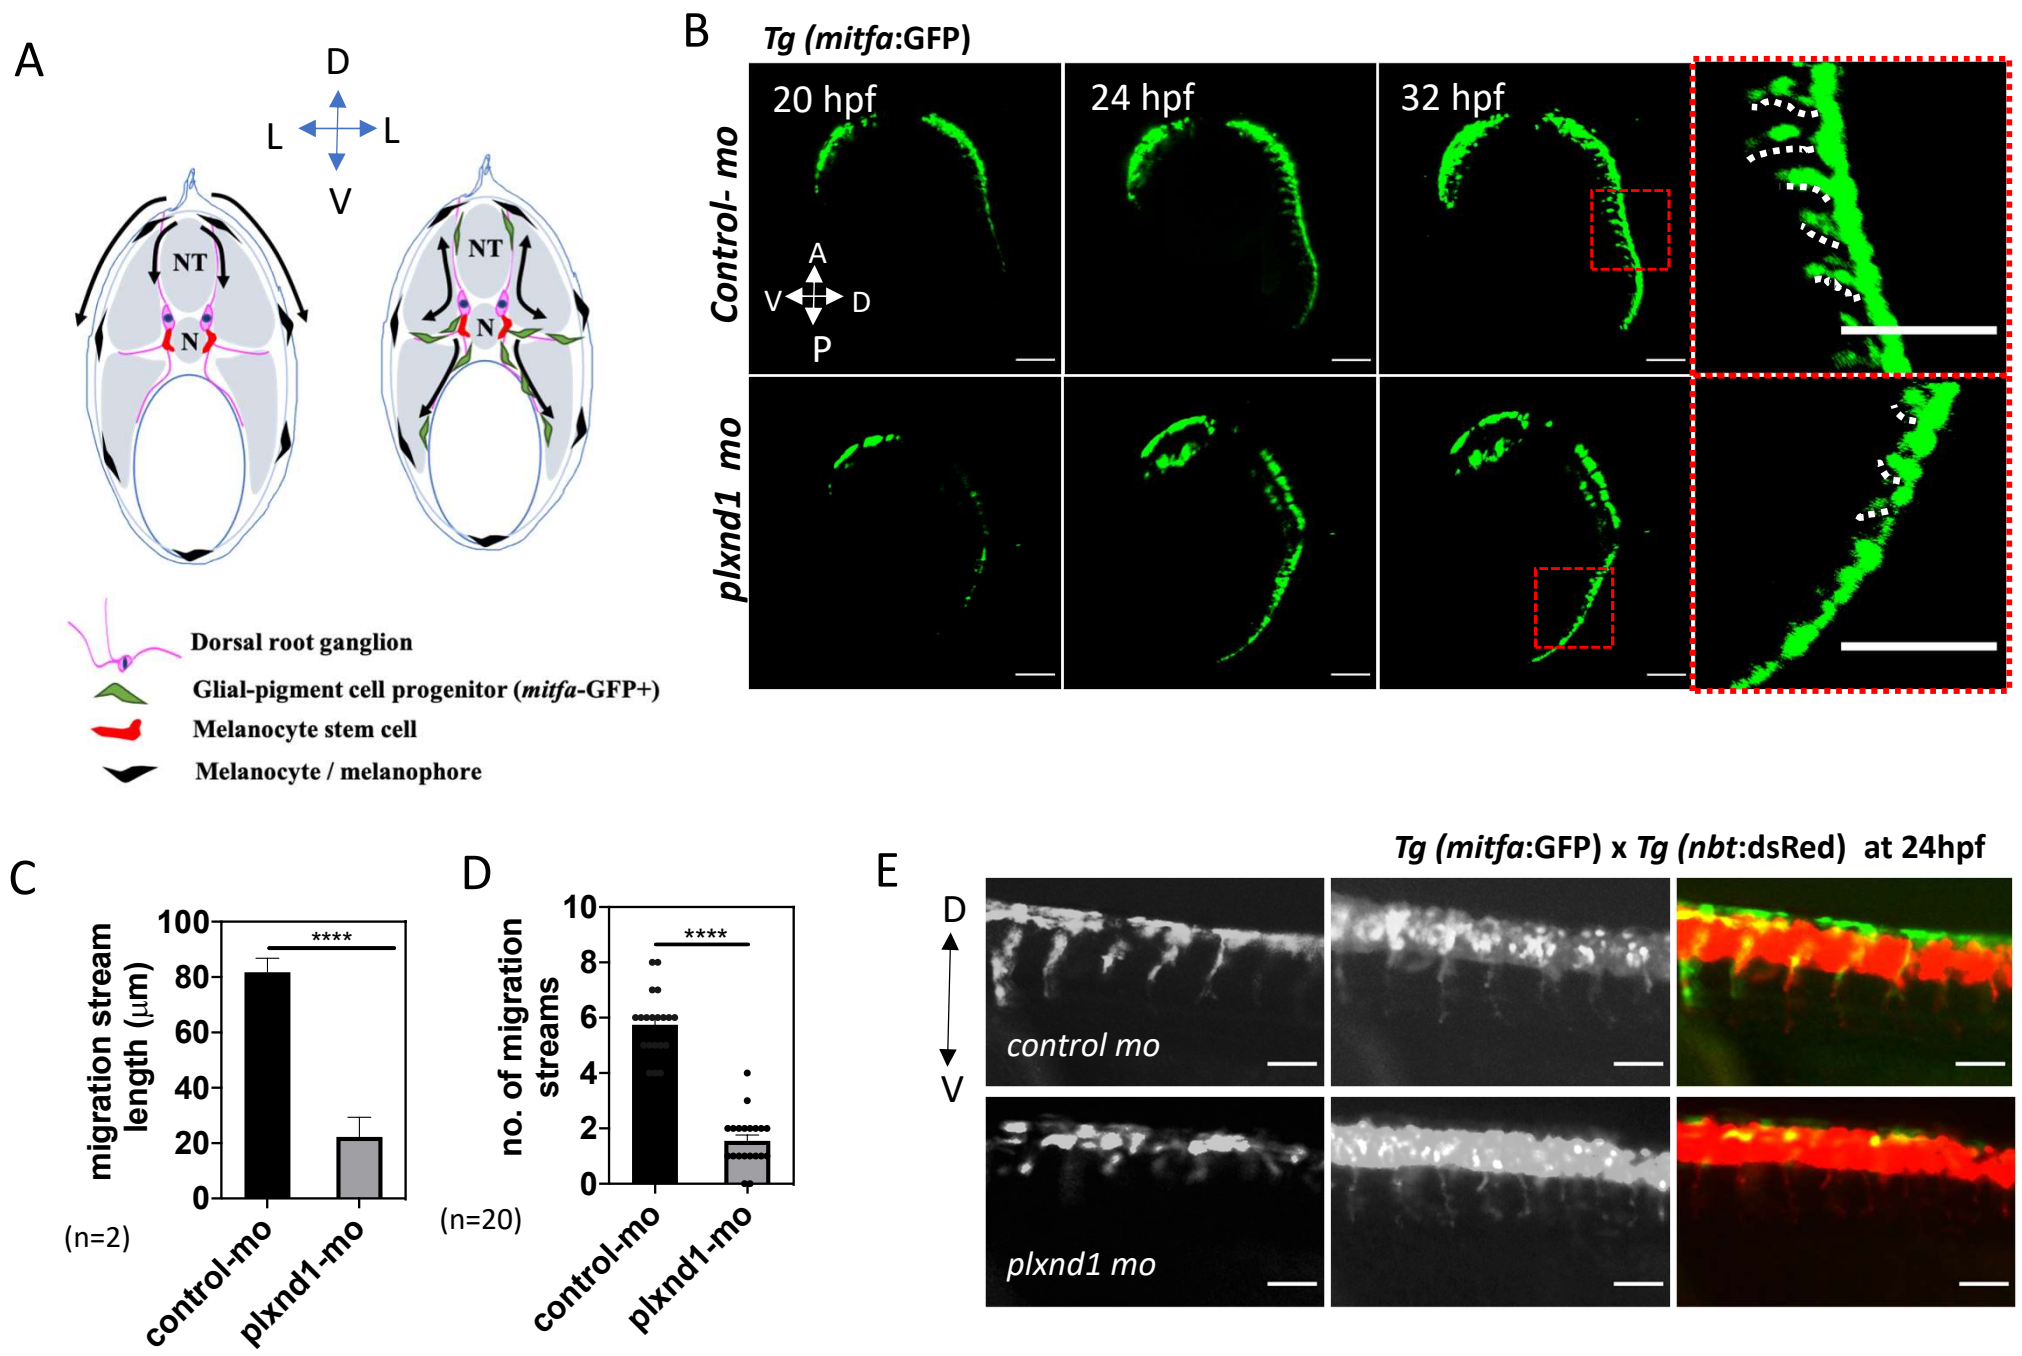 A
D
L
L
V
NT
N
NT
N
Dorsal root ganglion
Glial-pigment cell progenitor (mitfa-GFP+)
Melanocyte stem cell
Melanocyte / melanophore
B
Tg (mitfa:GFP)
Control- mo
plxnd1 mo
20 hpf
24 hpf
32 hpf
A
V
D
P
C
migration stream
length (μm)
100
80
60
40
20
0
****
(n=2)
control-mo
plxnd1-mo
D
no. of migration
streams
10
8
6
4
2
0
****
(n=20)
control-mo
plxnd1-mo
E
Tg (mitfa:GFP) x Tg (nbt:dsRed) at 24hpf
D
V
control mo
plxnd1 mo